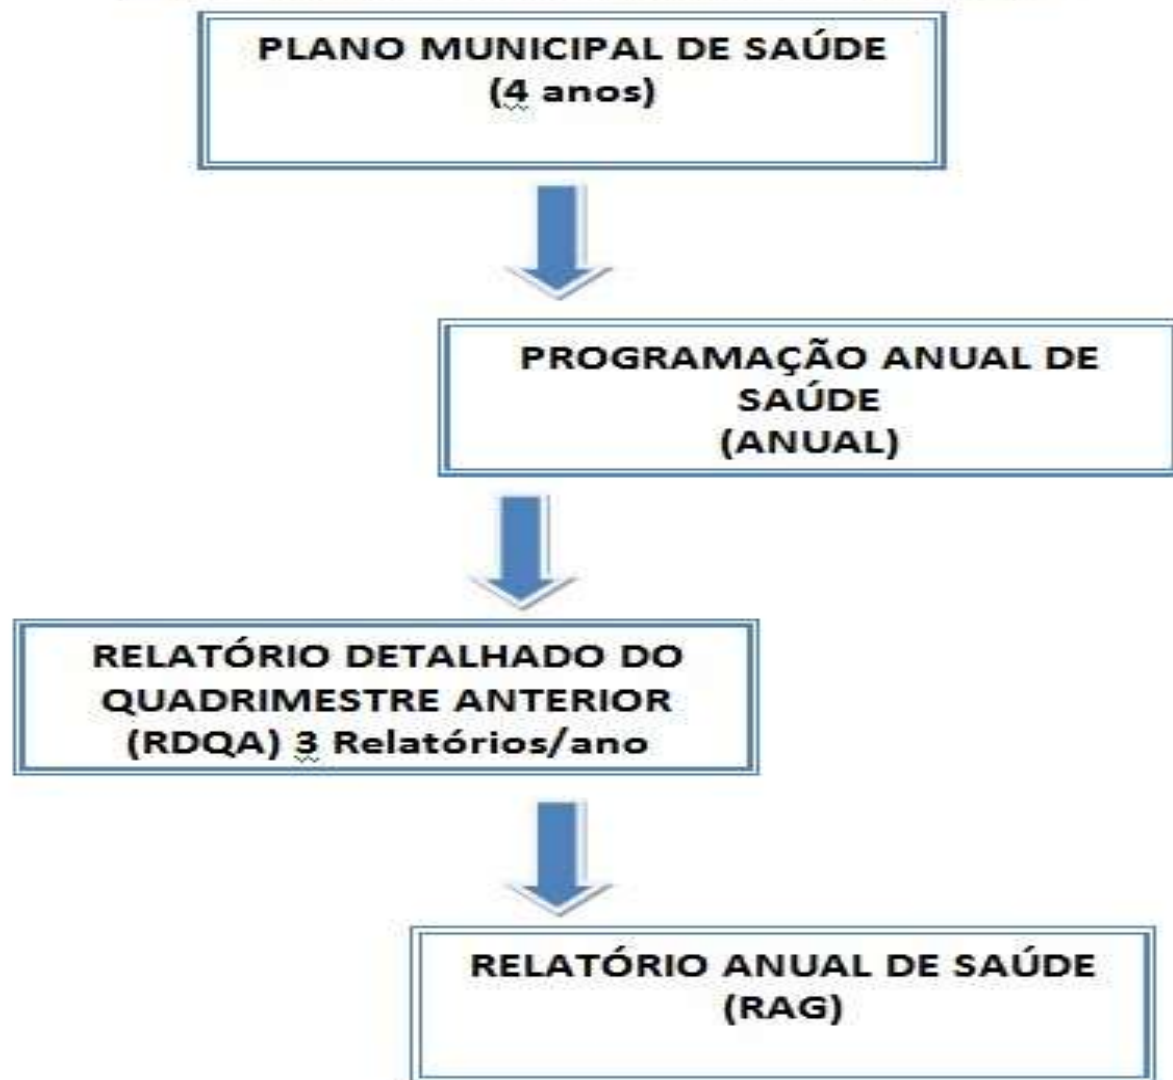 PLANO MUNICIPAL DE SAÚDE
(4 anos)
PROGRAMAÇÃO ANUAL DE
SAÚDE
(ANUAL)
RELATÓRIO DETALHADO DO
QUADRIMESTRE ANTERIOR
(RDQA) 3 Relatórios/ano
RELATÓRIO ANUAL DE SAÚDE
(RAG)